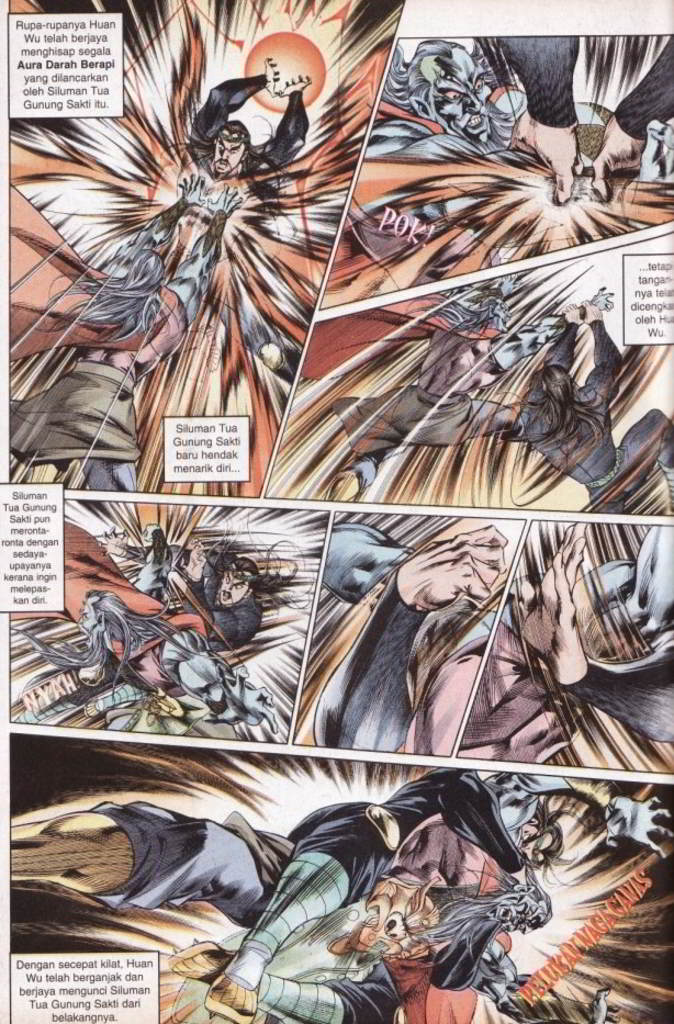 Rupa-rupanya Huan
Wu telah berjaya
menghisap segala
Aura Darah Berapi
yang dilancarkan
oleh Siluman Tua
Gunung Sakti itu.
POK!
Siluman Tua
Gunung Sakti
baru hendak
menarik diri...
...tetapi
tangan-
nya telah
dicengkam
oleh Huan
Wu.
Siluman
Tua Gunung
Sakti pun
meronta-
ronta dengan
sedaya-
upayanya
kerana ingin
melepas-
kan diri.
Dengan secepat kilat, Huan
Wu telah berganjak dan
berjaya mengunci Siluman
Tua Gunung Sakti dari
belakangnya.